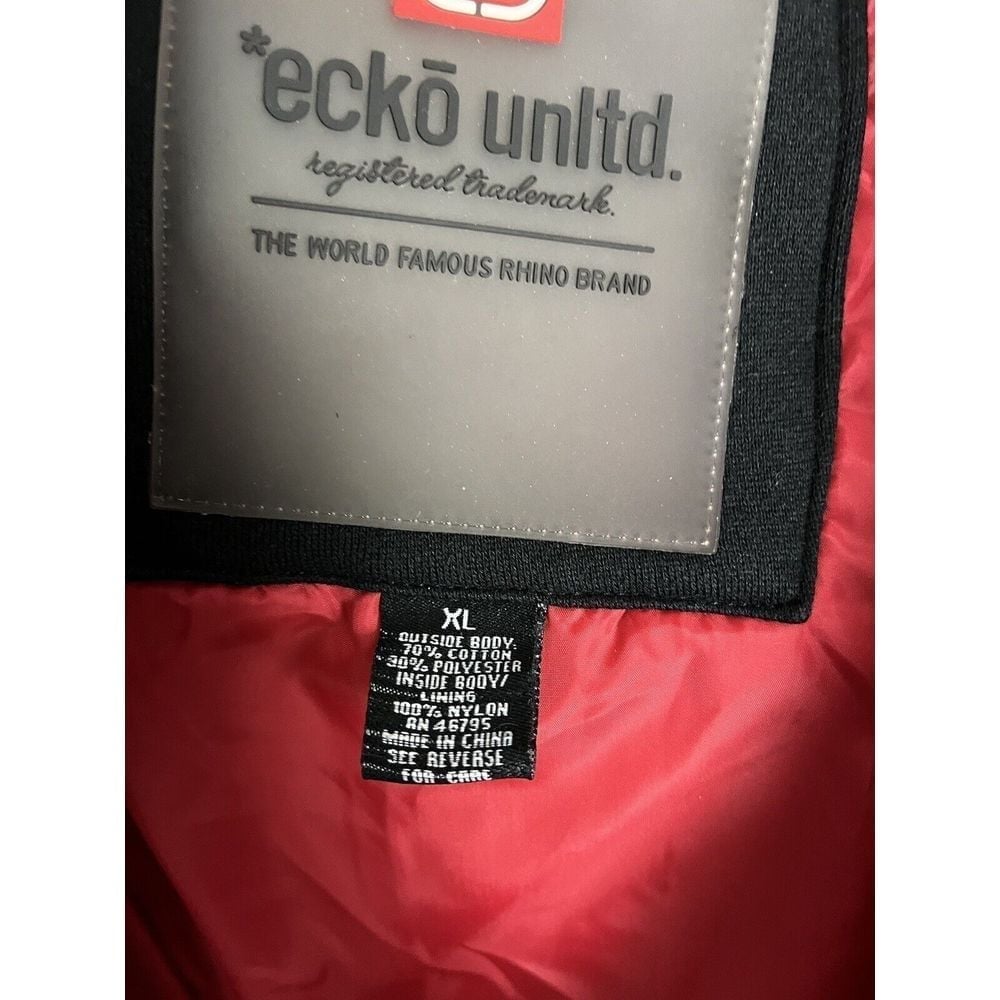 *eckō unltd.
registered trademark.
THE WORLD FAMOUS RHINO BRAND
XL
OUTSIDE BODY:
70% COTTON
30% POLYESTER
INSIDE BODY/
LINING
100% NYLON
RN 46795
MADE IN CHINA
SEE REVERSE
FOR CARE